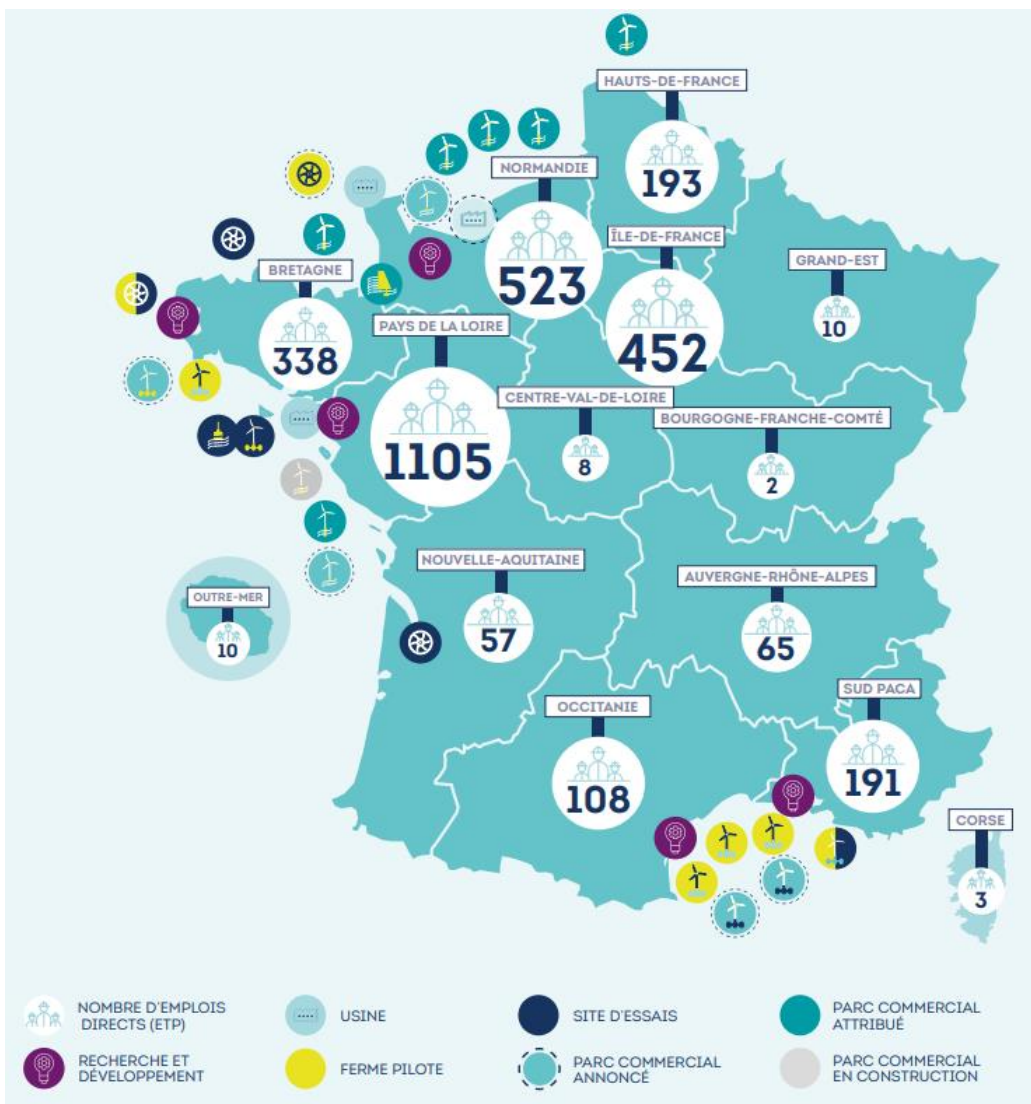 HAUTS-DE-FRANCE
193
NORMANDIE
523
ÎLE-DE-FRANCE
452
GRAND-EST
10
BRETAGNE
338
PAYS DE LA LOIRE
1105
CENTRE-VAL-DE-LOIRE
8
BOURGOGNE-FRANCHE-COMTÉ
2
NOUVELLE-AQUITAINE
57
AUVERGNE-RHÔNE-ALPES
65
OUTRE-MER
10
OCCITANIE
108
SUD PACA
191
CORSE
3
NOMBRE D'EMPLOIS
DIRECTS (ETP)
USINE
SITE D'ESSAIS
PARC COMMERCIAL
ATTRIBUÉ
RECHERCHE ET
DÉVELOPPEMENT
FERME PILOTE
PARC COMMERCIAL
ANNONCÉ
PARC COMMERCIAL
EN CONSTRUCTION